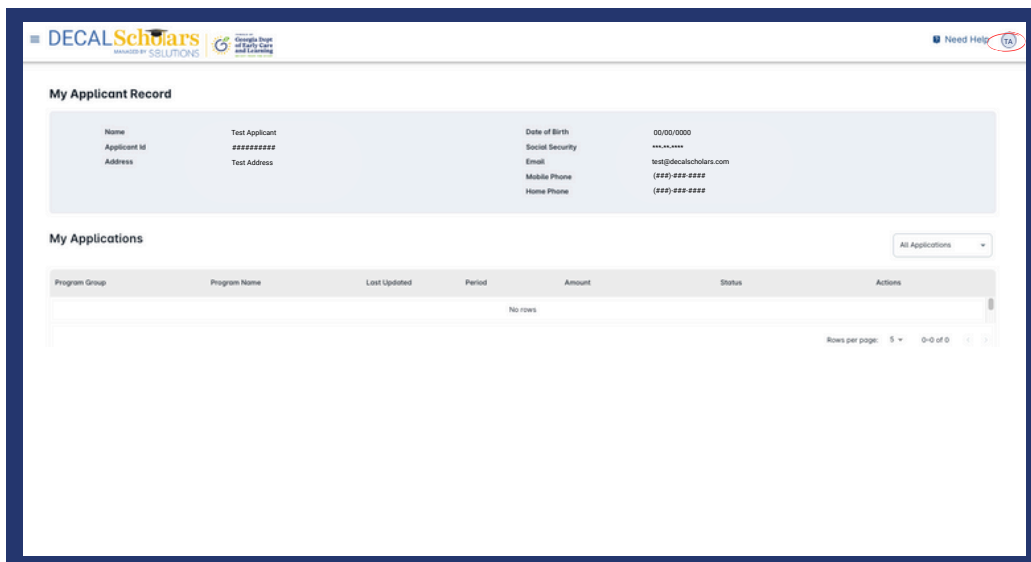 DECALScholars
MANAGED BY SOLUTIONS
Georgia Dept
of Early Care
and Learning
Need Help
TA
My Applicant Record
Name Test Applicant
Applicant Id ##########
Address Test Address
Date of Birth 00/00/0000
Social Security ***-**-****
Email test@decalscholars.com
Mobile Phone (###)-###-####
Home Phone (###)-###-####
My Applications
All Applications
Program Group Program Name Last Updated Period Amount Status Actions
No rows
Rows per page: 5 0-0 of 0